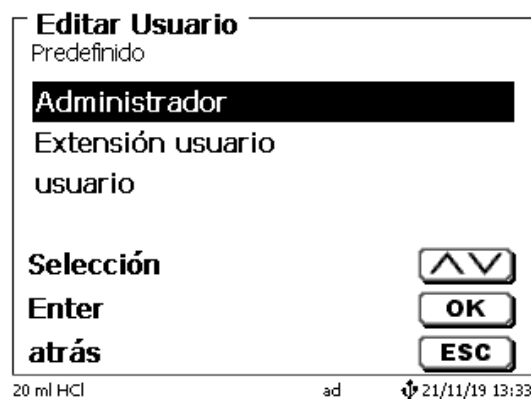 Editar Usuario
Predefinido
Administrador
Extensión usuario
usuario
Selección
Enter OK
atrás ESC
20 ml HCl ad 21/11/19 13:33